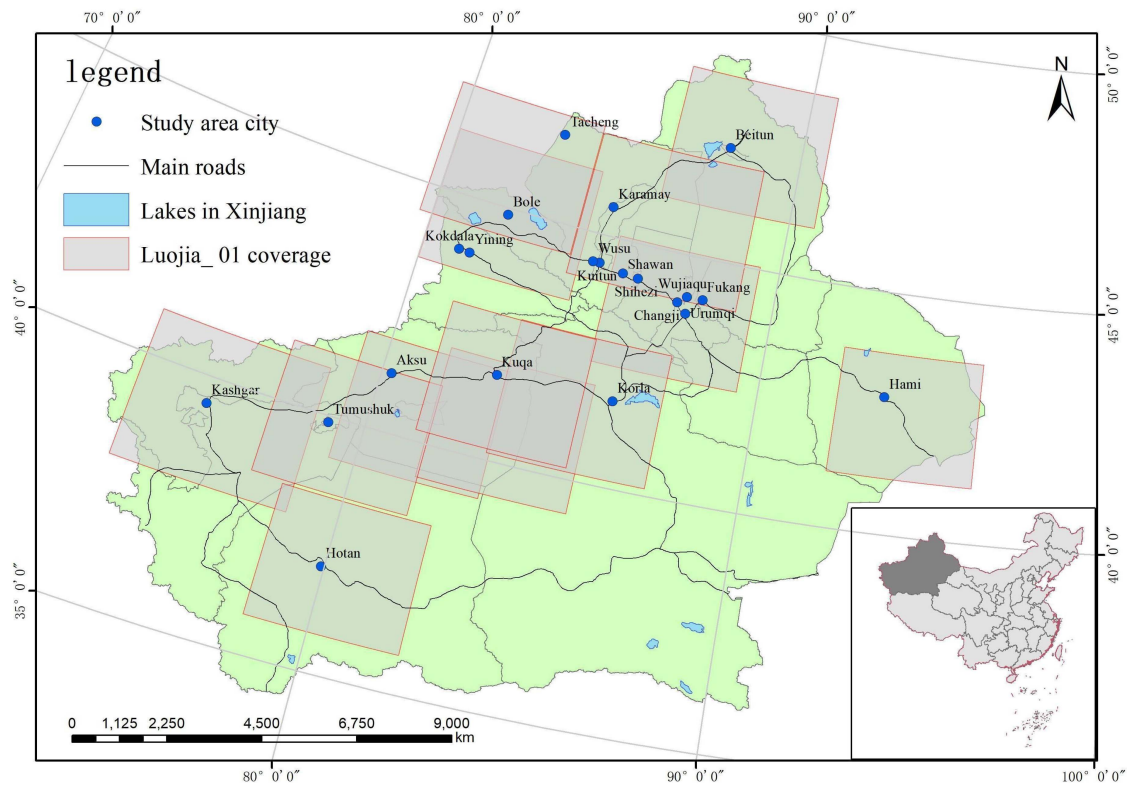 70° 0′0″
80° 0′0″
90° 0′0″
legend
Study area city
Main roads
Lakes in Xinjiang
Luojia_ 01 coverage
N
50° 0′0″
Tacheng
Beitun
Karamay
Bole
Kokdala
Yining
Wusu
Kuitun
Shawan
Shihezi
Wujiaqu
Fukang
Changji
Urumqi
40° 0′0″
45° 0′0″
Aksu
Kuqa
Kashgar
Korla
Hami
Tumushuk
Hotan
35° 0′0″
40° 0′0″
0 1,125 2,250 4,500 6,750 9,000
km
80° 0′0″
90° 0′0″
100° 0′0″